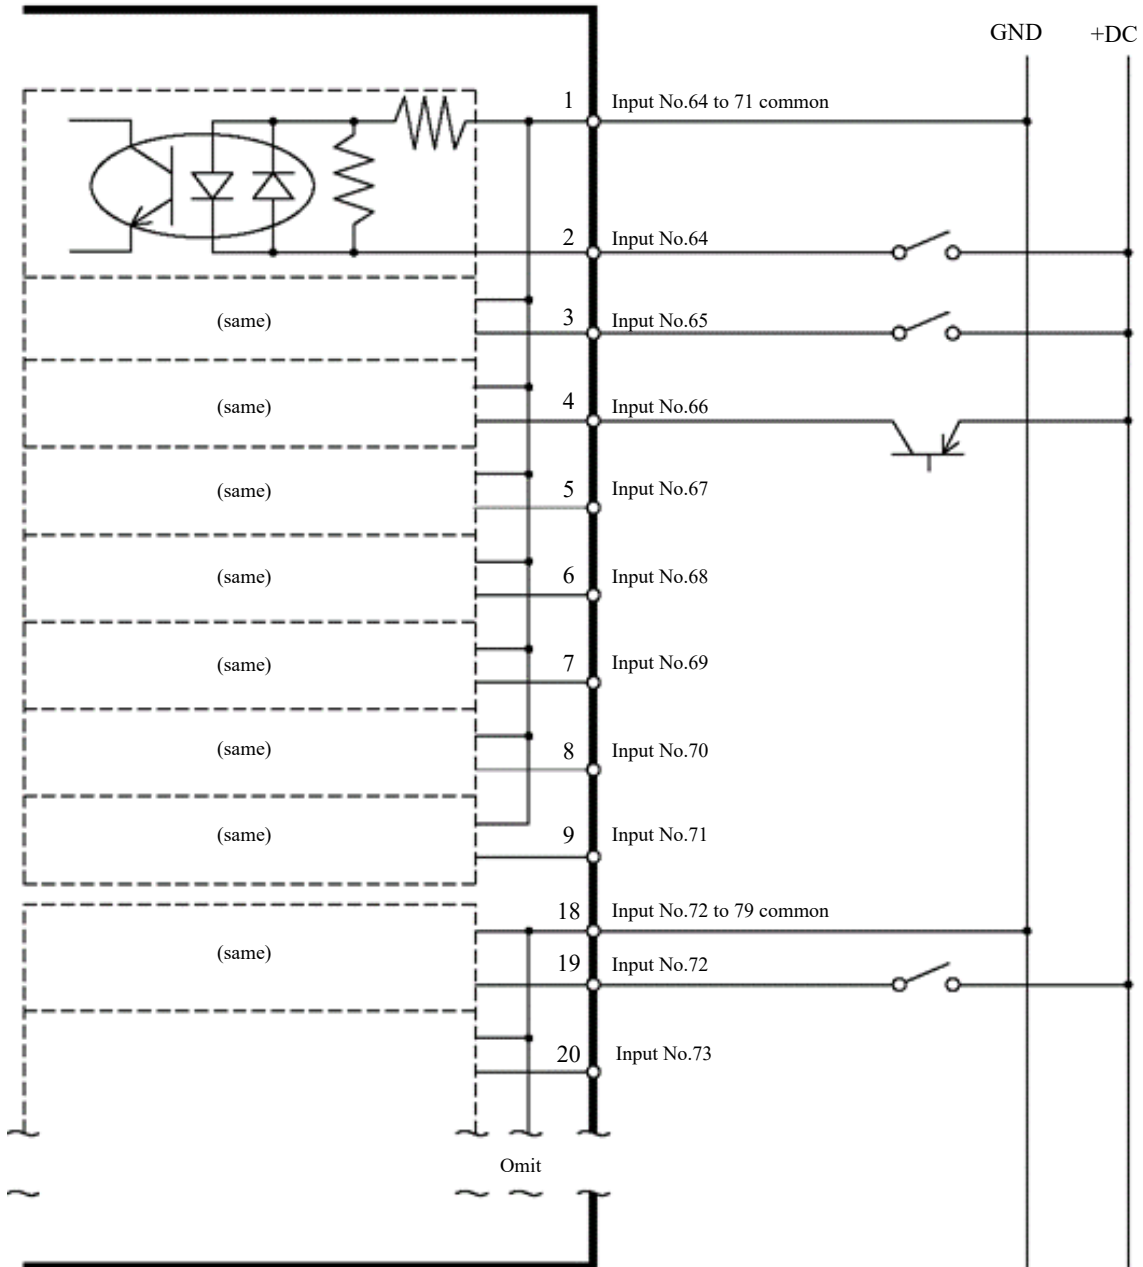 GND
+DC
1 Input No.64 to 71 common
2 Input No.64
(same) 3 Input No.65
(same) 4 Input No.66
(same) 5 Input No.67
(same) 6 Input No.68
(same) 7 Input No.69
(same) 8 Input No.70
(same) 9 Input No.71
18 Input No.72 to 79 common
(same)
19 Input No.72
20 Input No.73
Omit